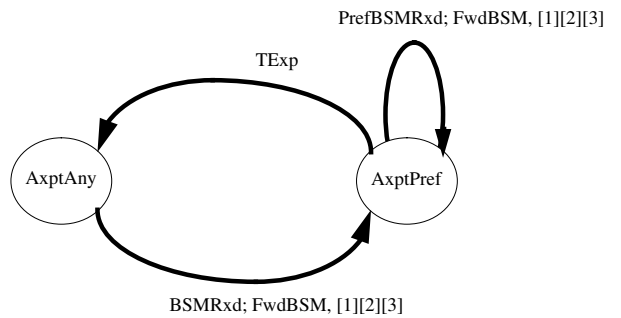 PrefBSMRxd; FwdBSM, [1][2][3]
TExp
AxptAny
AxptPref
BSMRxd; FwdBSM, [1][2][3]